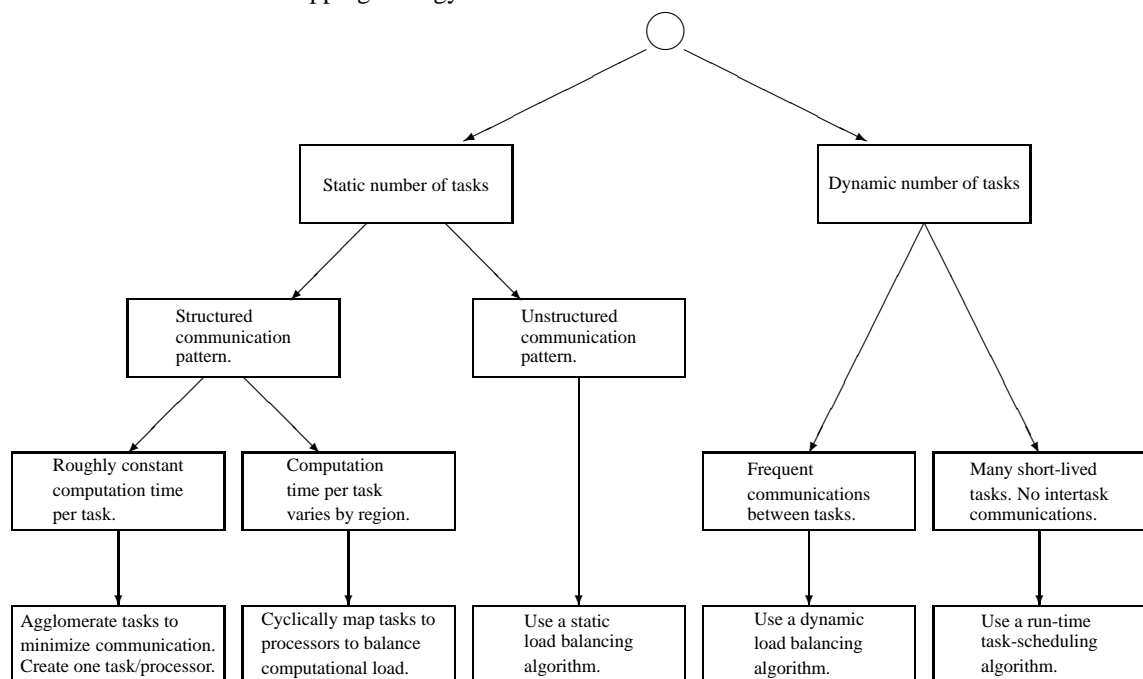 Static number of tasks
Dynamic number of tasks
Structured
communication
pattern.
Unstructured
communication
pattern.
Roughly constant
computation time
per task.
Computation
time per task
varies by region.
Frequent
communications
between tasks.
Many short-lived
tasks. No intertask
communications.
Agglomerate tasks to
minimize communication.
Create one task/processor.
Cyclically map tasks to
processors to balance
computational load.
Use a static
load balancing
algorithm.
Use a dynamic
load balancing
algorithm.
Use a run-time
task-scheduling
algorithm.